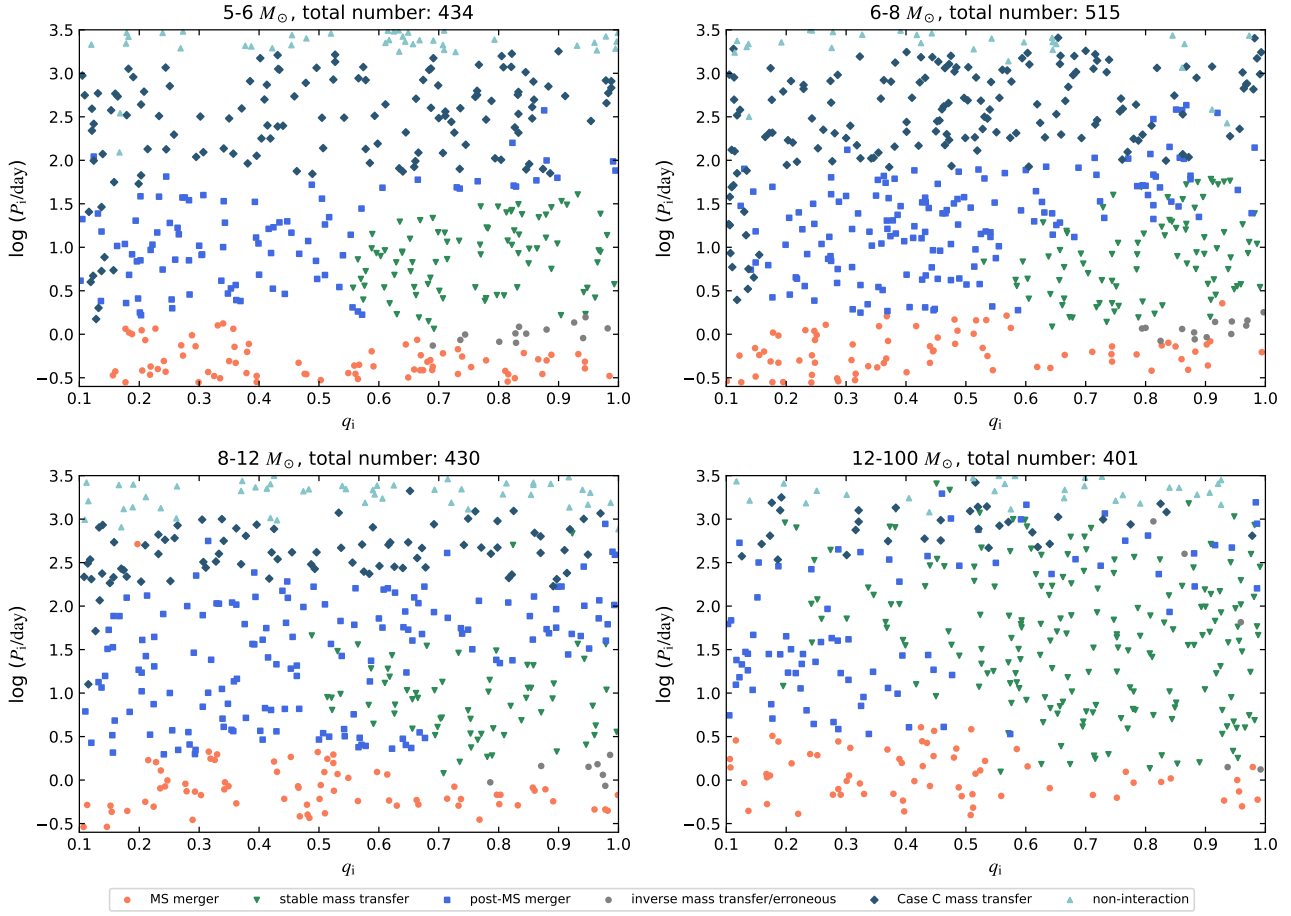 5-6 M⊙, total number: 434
3.5
3.0
2.5
2.0
1.5
1.0
0.5
0.0
−0.5
log (Pi/day)
0.1 0.2 0.3 0.4 0.5 0.6 0.7 0.8 0.9 1.0
qi
6-8 M⊙, total number: 515
3.5
3.0
2.5
2.0
1.5
1.0
0.5
0.0
−0.5
log (Pi/day)
0.1 0.2 0.3 0.4 0.5 0.6 0.7 0.8 0.9 1.0
qi
8-12 M⊙, total number: 430
3.5
3.0
2.5
2.0
1.5
1.0
0.5
0.0
−0.5
log (Pi/day)
0.1 0.2 0.3 0.4 0.5 0.6 0.7 0.8 0.9 1.0
qi
12-100 M⊙, total number: 401
3.5
3.0
2.5
2.0
1.5
1.0
0.5
0.0
−0.5
log (Pi/day)
0.1 0.2 0.3 0.4 0.5 0.6 0.7 0.8 0.9 1.0
qi
MS merger stable mass transfer post-MS merger inverse mass transfer/erroneous Case C mass transfer non-interaction